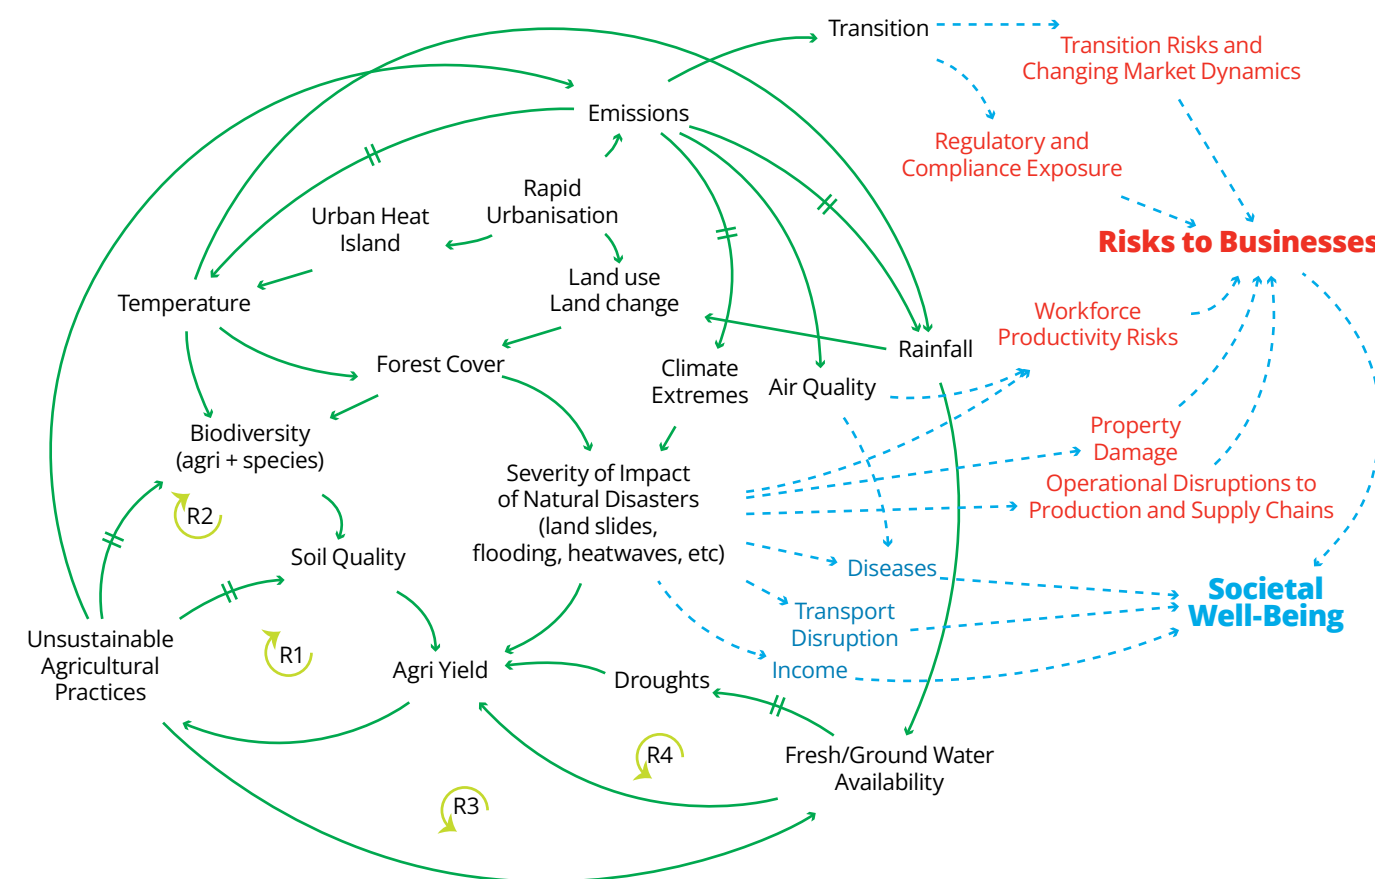 Transition
Transition Risks and
Changing Market Dynamics
Emissions
Regulatory and
Compliance Exposure
Rapid
Urbanisation
Urban Heat
Island
Risks to Businesses
Land use
Land change
Temperature
Workforce
Productivity Risks
Rainfall
Forest Cover
Climate
Extremes
Air Quality
Biodiversity
(agri + species)
Property
Damage
Severity of Impact
of Natural Disasters
(land slides,
flooding, heatwaves, etc)
Operational Disruptions to
Production and Supply Chains
R2
Soil Quality
Diseases
Societal
Well-Being
Transport
Disruption
Unsustainable
Agricultural
Practices
R1
Agri Yield
Droughts
Income
R4
Fresh/Ground Water
Availability
R3